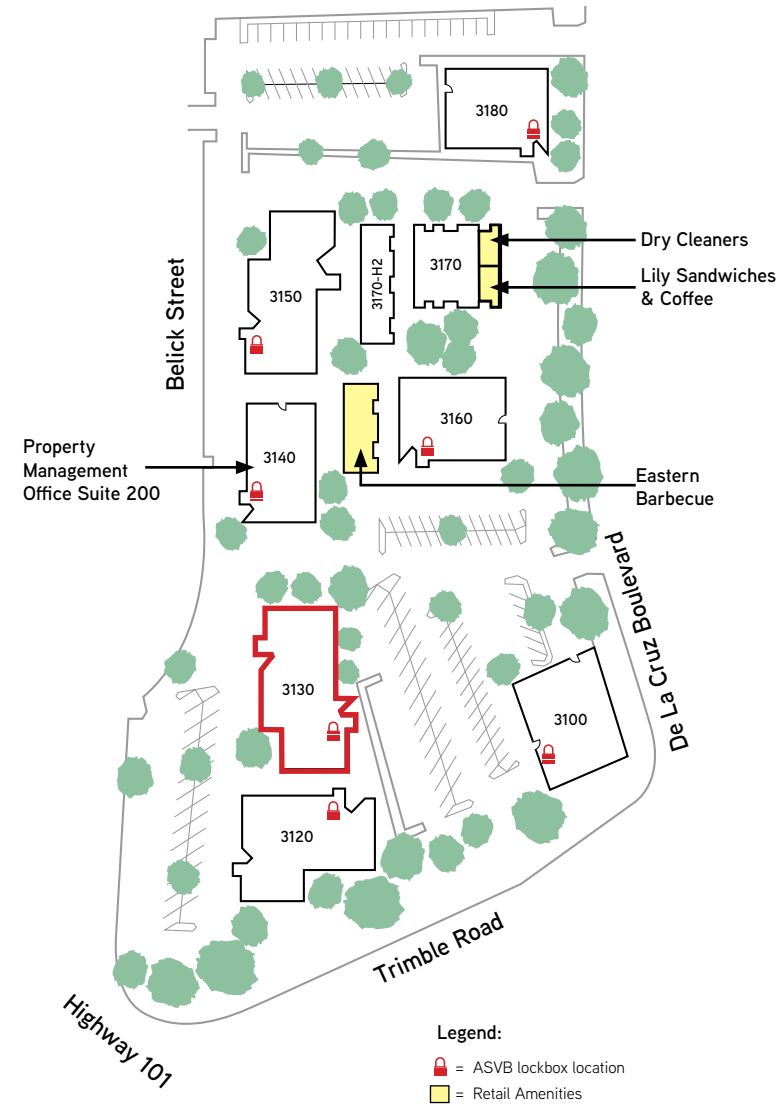 3180
Dry Cleaners
3170
3170-H2
Lily Sandwiches
& Coffee
3150
Belick Street
3160
Property
Management
Office Suite 200
3140
Eastern
Barbecue
De La Cruz Boulevard
3130
3100
3120
Trimble Road
Highway 101
Legend:
= ASVB lockbox location
= Retail Amenities